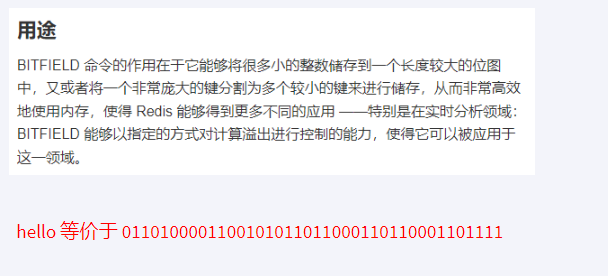 用途
BITFIELD 命令的作用在于它能够将很多小的整数储存到一个长度较大的位图
中，又或者将一个非常庞大的键分割为多个较小的键来进行储存，从而非常高效
地使用内存，使得 Redis 能够得到更多不同的应用 ——特别是在实时分析领域：
BITFIELD 能够以指定的方式对计算溢出进行控制的能力，使得它可以被应用于
这一领域。
hello 等价于 0110100001100101011011000110110001101111